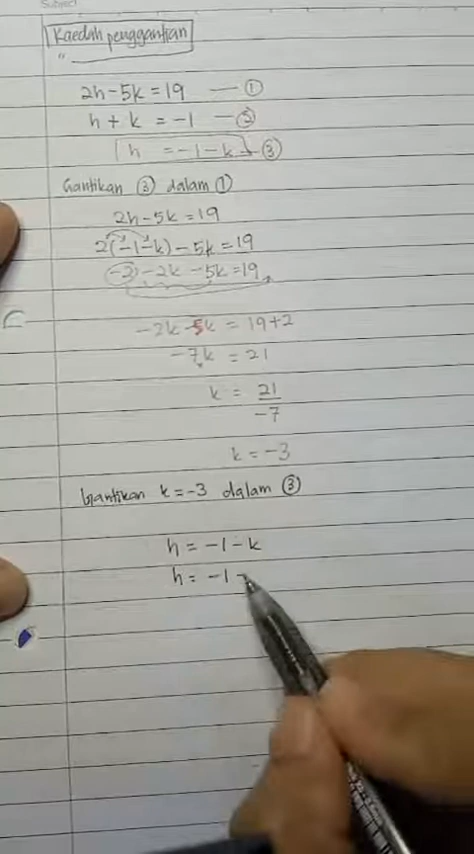 Subject
Kaedah penggantian
2h - 5k = 19 — ①
h + k = -1 — ②
h = -1 - k → ③
Gantikan ③ dalam ①
2h - 5k = 19
2(-1 - k) - 5k = 19
-2 - 2k - 5k = 19
-2k - 5k = 19 + 2
-7k = 21
k = 21/-7
k = -3
Gantikan k = -3 dalam ③
h = -1 - k
h = -1 -